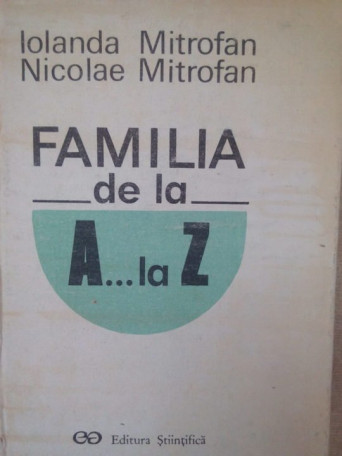 Iolanda Mitrofan
Nicolae Mitrofan
FAMILIA
de la
A...la Z
Editura Științifică